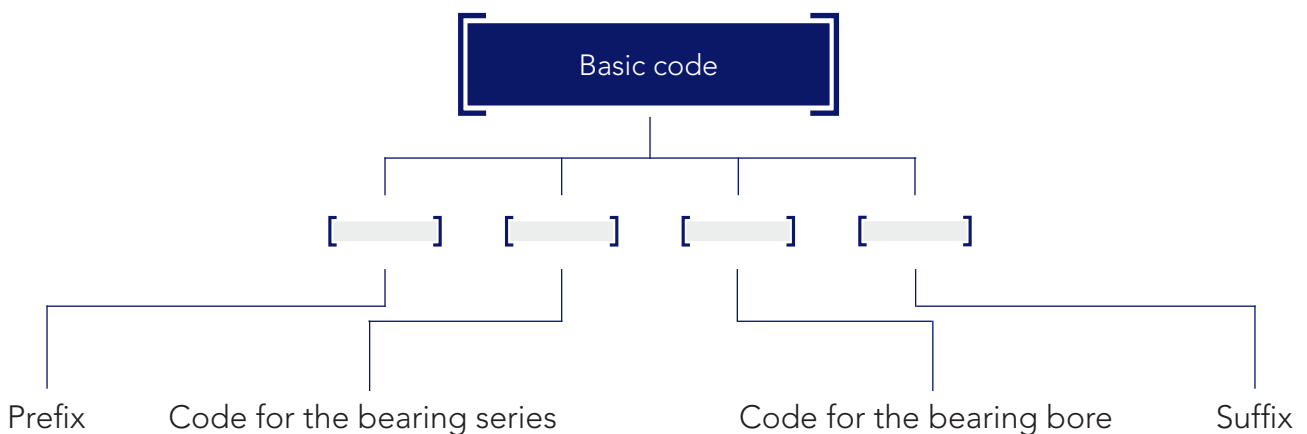 Basic code
Prefix
Code for the bearing series
Code for the bearing bore
Suffix